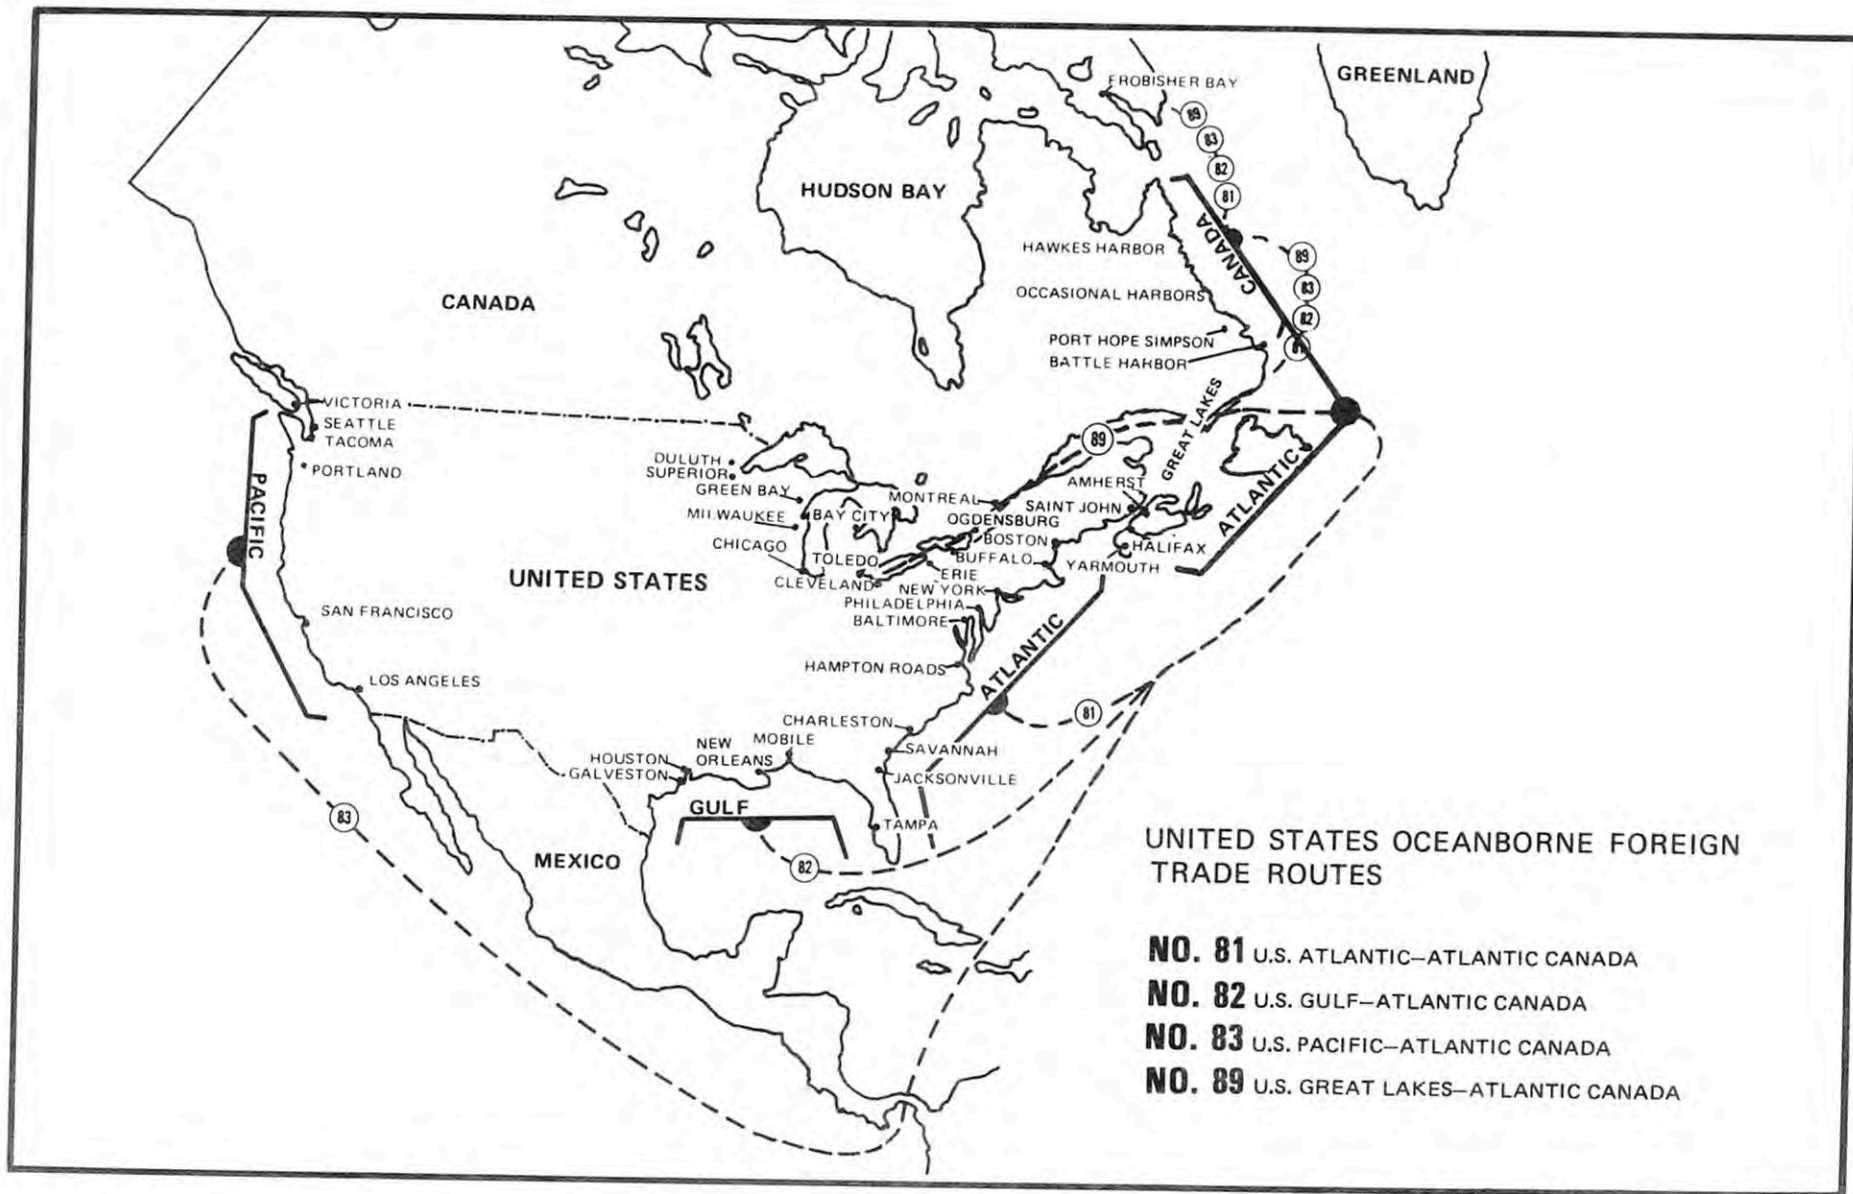 GREENLAND
FROBISHER BAY
89
83
82
81
HUDSON BAY
CANADA
HAWKES HARBOR
89
83
OCCASIONAL HARBORS
CANADA
82
PORT HOPE SIMPSON
81
BATTLE HARBOR
GREAT LAKES
VICTORIA
SEATTLE
TACOMA
PORTLAND
PACIFIC
89
DULUTH
SUPERIOR
GREEN BAY
MILWAUKEE
BAY CITY
MONTREAL
AMHERST
SAINT JOHN
OGDENSBURG
ATLANTIC
CHICAGO
TOLEDO
BOSTON
BUFFALO
HALIFAX
YARMOUTH
CLEVELAND
ERIE
NEW YORK
PHILADELPHIA
BALTIMORE
UNITED STATES
SAN FRANCISCO
HAMPTON ROADS
ATLANTIC
LOS ANGELES
81
CHARLESTON
NEW
ORLEANS
MOBILE
SAVANNAH
HOUSTON
GALVESTON
JACKSONVILLE
GULF
83
TAMPA
MEXICO
82
UNITED STATES OCEANBORNE FOREIGN
TRADE ROUTES
NO. 81 U.S. ATLANTIC–ATLANTIC CANADA
NO. 82 U.S. GULF–ATLANTIC CANADA
NO. 83 U.S. PACIFIC–ATLANTIC CANADA
NO. 89 U.S. GREAT LAKES–ATLANTIC CANADA